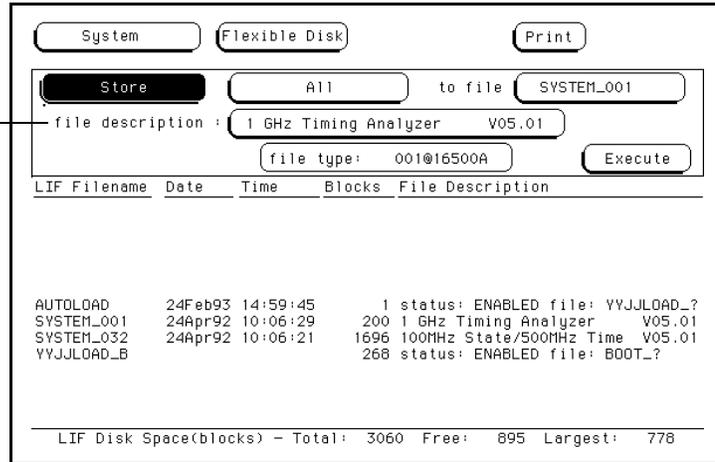 System Flexible Disk Print
Store All to file SYSTEM_001
file description : 1 GHz Timing Analyzer V05.01
file type: 001@16500A Execute
LIF Filename Date Time Blocks File Description
AUTOLOAD 24Feb93 14:59:45 1 status: ENABLED file: YYJJLOAD_?
SYSTEM_001 24Apr92 10:06:29 200 1 GHz Timing Analyzer V05.01
SYSTEM_032 24Apr92 10:06:21 1696 100MHz State/500MHz Time V05.01
YYJJLOAD_B 268 status: ENABLED file: BOOT_?
LIF Disk Space(blocks) – Total: 3060 Free: 895 Largest: 778